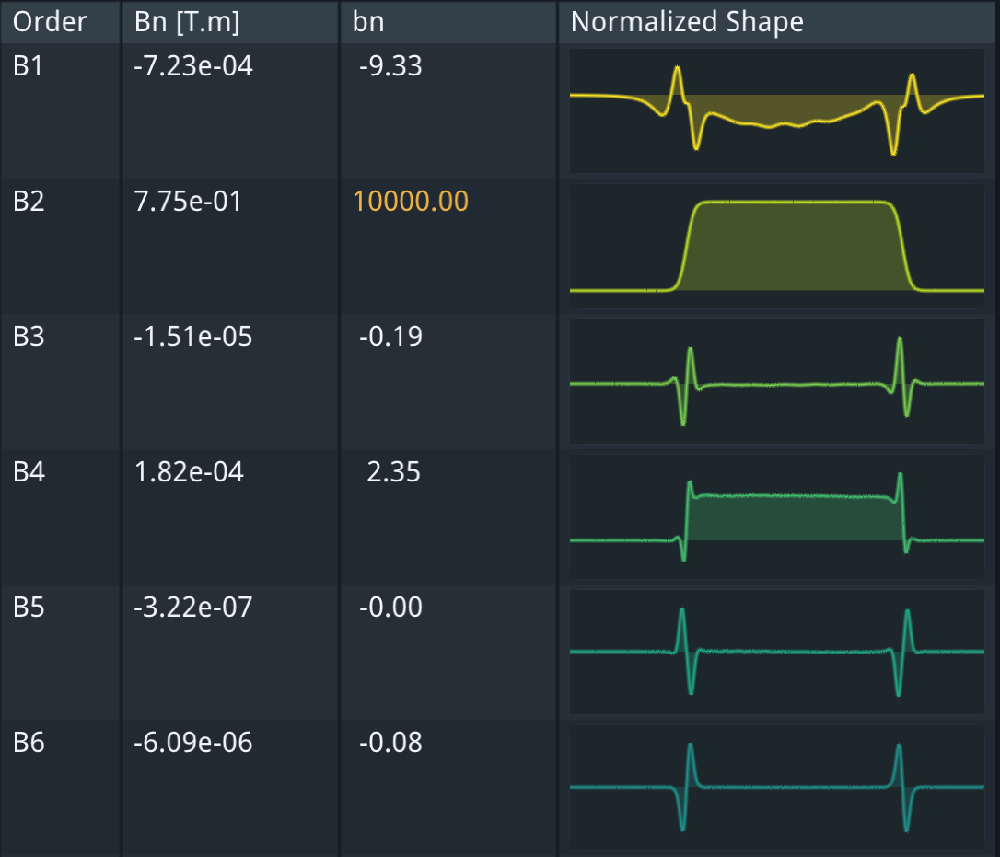 Order Bn [T.m] bn Normalized Shape
B1 -7.23e-04 -9.33
B2 7.75e-01 10000.00
B3 -1.51e-05 -0.19
B4 1.82e-04 2.35
B5 -3.22e-07 -0.00
B6 -6.09e-06 -0.08